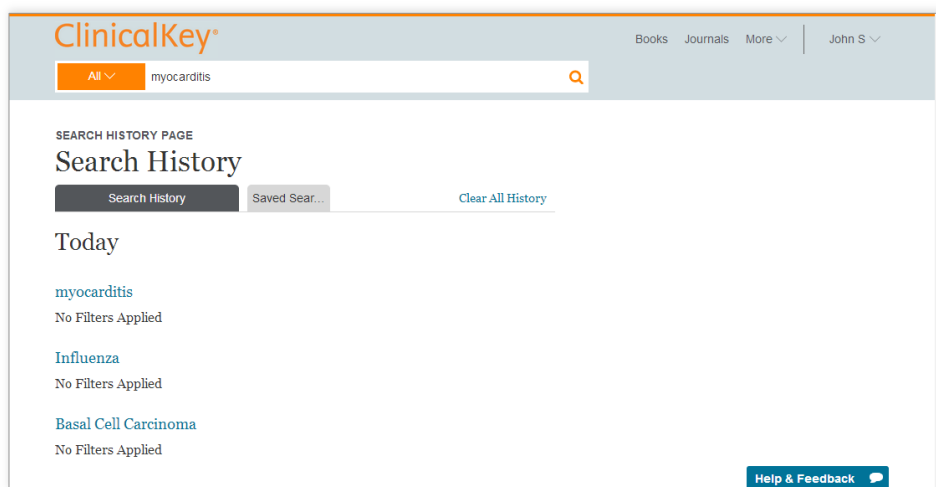 ClinicalKey®
Books Journals More John S
All myocarditis
SEARCH HISTORY PAGE
Search History
Search History Saved Sear... Clear All History
Today
myocarditis
No Filters Applied
Influenza
No Filters Applied
Basal Cell Carcinoma
No Filters Applied
Help & Feedback